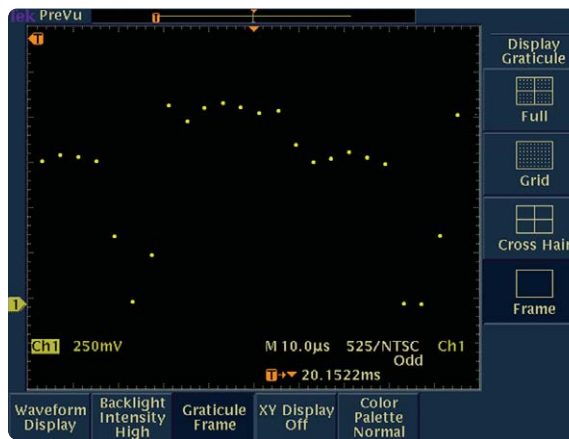 Tek PreVu
T
T
Display
Graticule
Full
Grid
Cross Hair
Frame
1
Ch1 250mV M 10.0µs 525/NTSC Ch1
Odd
T 20.1522ms
Waveform
Display
Backlight
Intensity
High
Graticule
Frame
XY Display
Off
Color
Palette
Normal